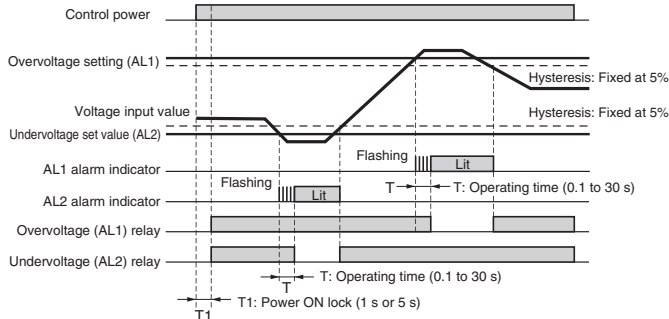 Control power
Overvoltage setting (AL1)
Hysteresis: Fixed at 5%
Voltage input value
Hysteresis: Fixed at 5%
Undervoltage set value (AL2)
Flashing
Lit
AL1 alarm indicator
T
T: Operating time (0.1 to 30 s)
Flashing
Lit
AL2 alarm indicator
Overvoltage (AL1) relay
Undervoltage (AL2) relay
T
T: Operating time (0.1 to 30 s)
T1
T1: Power ON lock (1 s or 5 s)